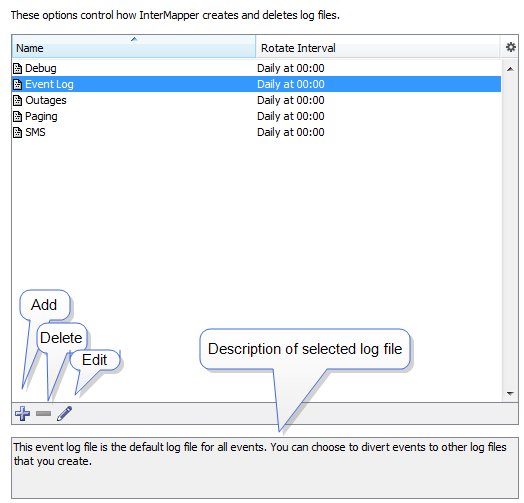 These options control how InterMapper creates and deletes log files.
Name Rotate Interval
Debug Daily at 00:00
Event Log Daily at 00:00
Outages Daily at 00:00
Paging Daily at 00:00
SMS Daily at 00:00
Add
Delete
Edit
Description of selected log file
This event log file is the default log file for all events. You can choose to divert events to other log files
that you create.